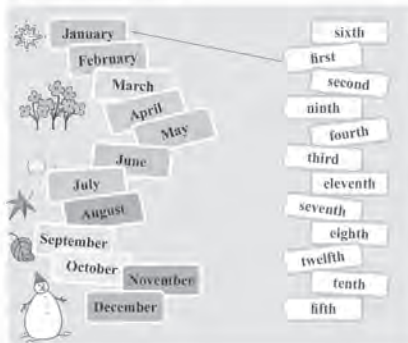 January
February
March
April
May
June
July
August
September
October
November
December
sixth
first
second
ninth
fourth
third
eleventh
seventh
eighth
twelfth
tenth
fifth